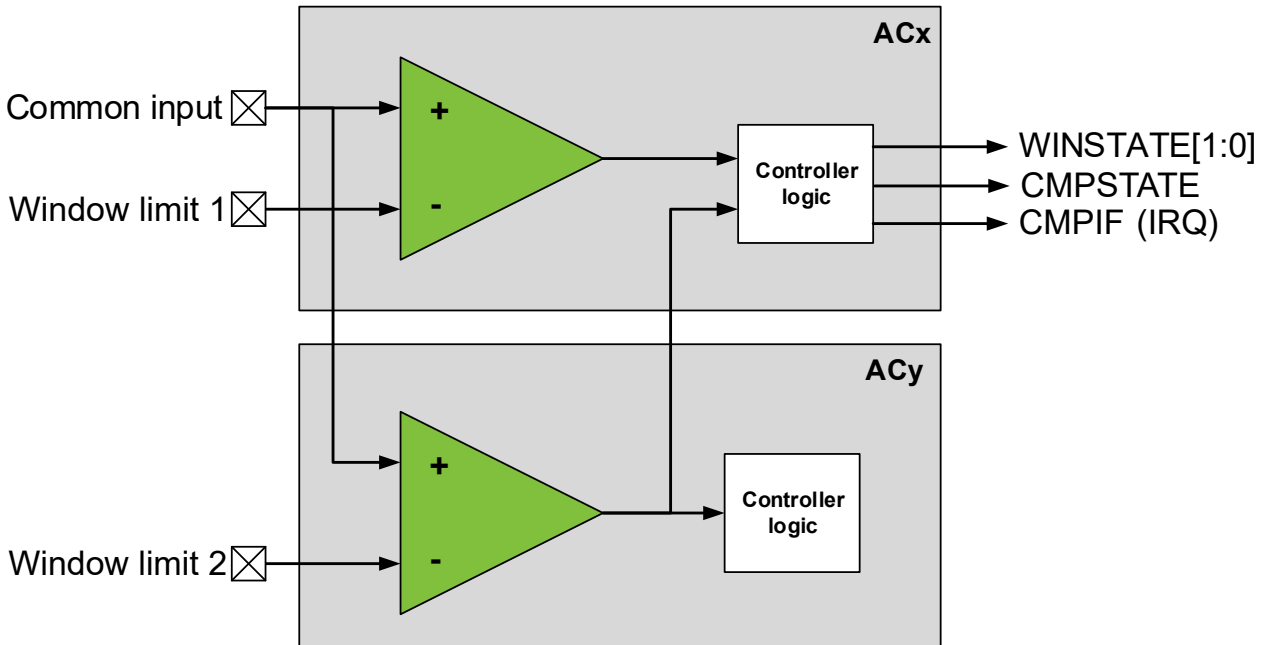 ACx
Common input
+
Window limit 1
-
Controller
logic
WINSTATE[1:0]
CMPSTATE
CMPIF (IRQ)
ACy
+
Window limit 2
-
Controller
logic